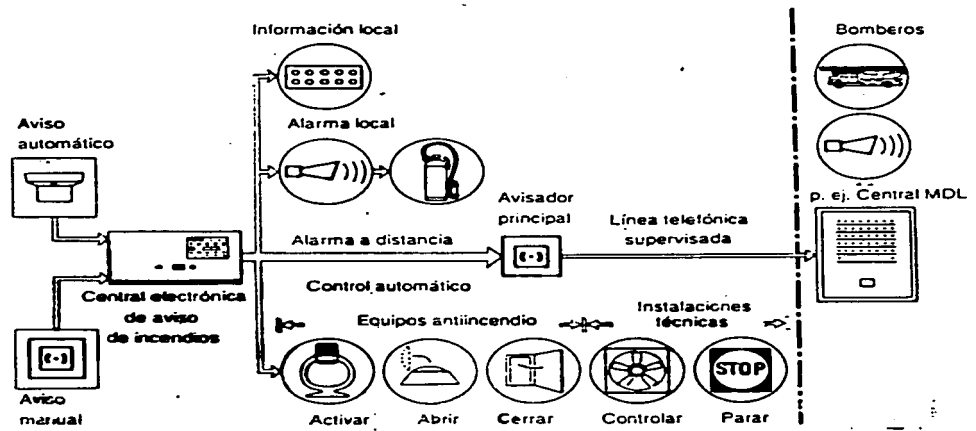 Información local
Bomberos
Aviso
automático
Alarma local
Avisador
principal
p. ej. Central MDL
Línea telefónica
supervisada
Alarma a distancia
Control automático
Central electrónica
de aviso
de incendios
Equipos antiincendio
Instalaciones
técnicas
STOP
Aviso
manual
Activar
Abrir
Cerrar
Controlar
Parar